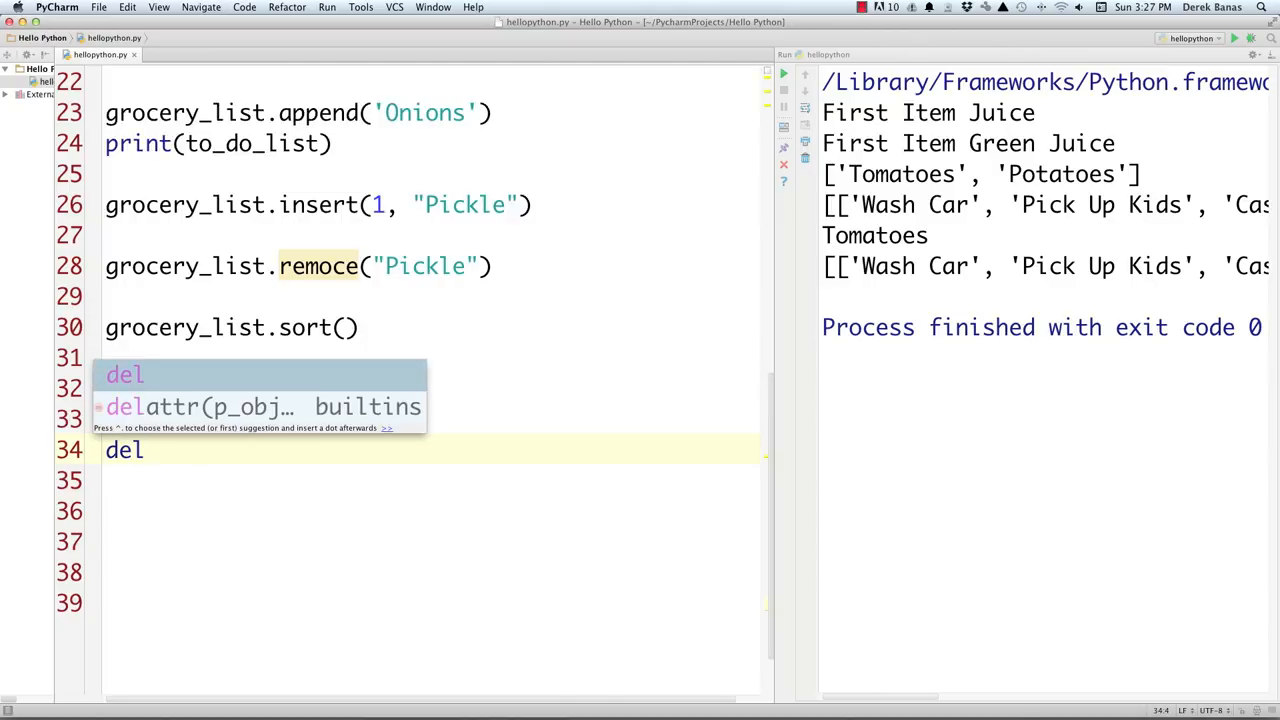 PyCharm File Edit View Navigate Code Refactor Run Tools VCS Window Help 10 Sun 3:27 PM Derek Banas
hellopython.py – Hello Python – [~/PycharmProjects/Hello Python]
Hello Python hellopython.py hellopython
hellopython.py
Run hellopython
Hello P
hell
Extern
22
23 grocery_list.append('Onions')
24 print(to_do_list)
25
26 grocery_list.insert(1, "Pickle")
27
28 grocery_list.remoce("Pickle")
29
30 grocery_list.sort()
31
32
33
del
delattr(p_obj… builtins
Press ^. to choose the selected (or first) suggestion and insert a dot afterwards >>
34 del
35
36
37
38
39
/Library/Frameworks/Python.framewo
First Item Juice
First Item Green Juice
['Tomatoes', 'Potatoes']
[['Wash Car', 'Pick Up Kids', 'Cas
Tomatoes
[['Wash Car', 'Pick Up Kids', 'Cas
Process finished with exit code 0
34:4 LF UTF-8